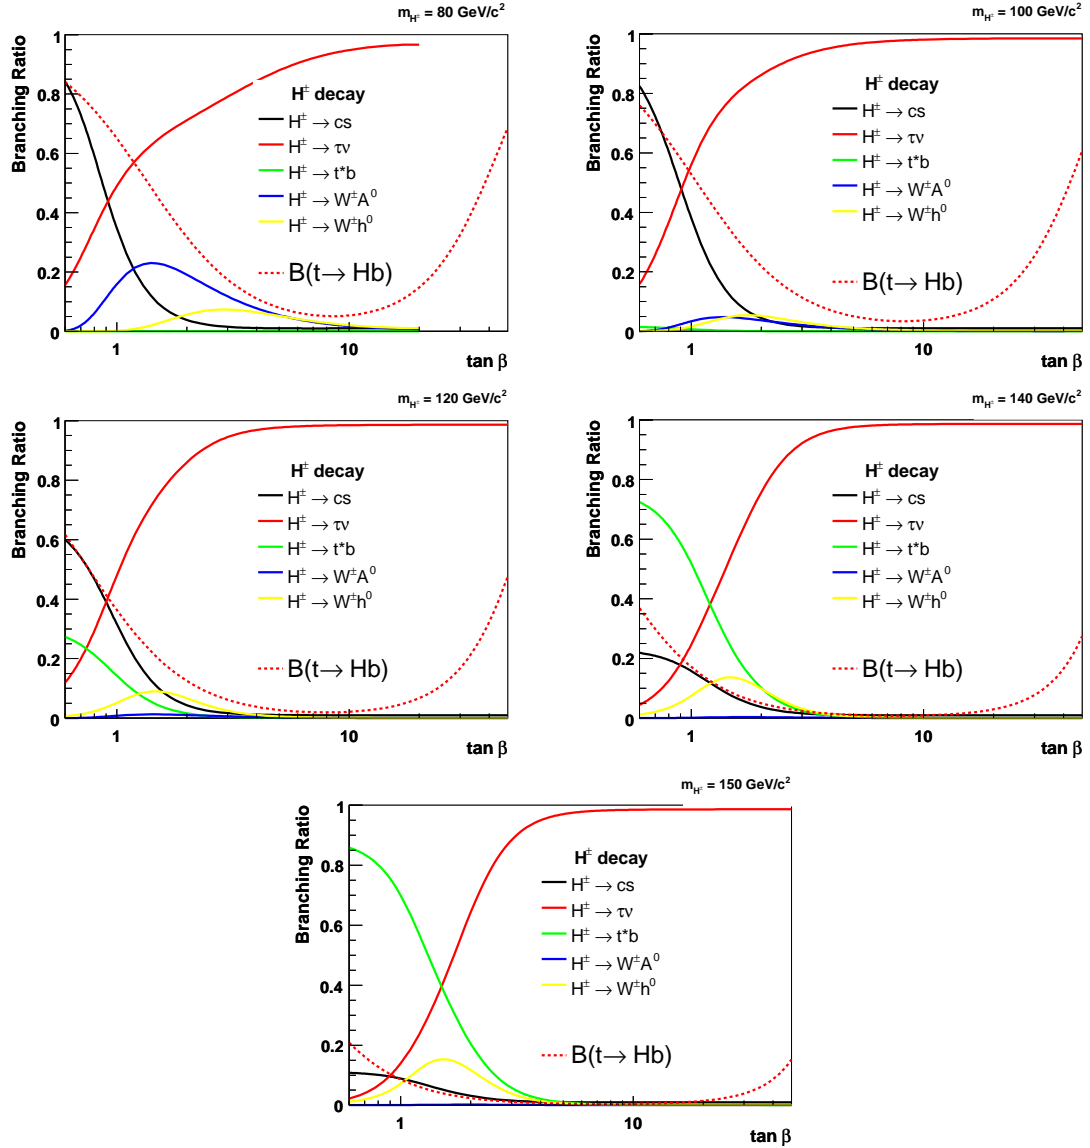 m_H± = 80 GeV/c²
Branching Ratio
1
0.8
0.6
0.4
0.2
0
H± decay
H± → cs
H± → τν
H± → t*b
H± → W±A⁰
H± → W±h⁰
B(t→ Hb)
1
10
tan β
m_H± = 100 GeV/c²
Branching Ratio
1
0.8
0.6
0.4
0.2
0
H± decay
H± → cs
H± → τν
H± → t*b
H± → W±A⁰
H± → W±h⁰
B(t→ Hb)
1
10
tan β
m_H± = 120 GeV/c²
Branching Ratio
1
0.8
0.6
0.4
0.2
0
H± decay
H± → cs
H± → τν
H± → t*b
H± → W±A⁰
H± → W±h⁰
B(t→ Hb)
1
10
tan β
m_H± = 140 GeV/c²
Branching Ratio
1
0.8
0.6
0.4
0.2
0
H± decay
H± → cs
H± → τν
H± → t*b
H± → W±A⁰
H± → W±h⁰
B(t→ Hb)
1
10
tan β
m_H± = 150 GeV/c²
Branching Ratio
1
0.8
0.6
0.4
0.2
0
H± decay
H± → cs
H± → τν
H± → t*b
H± → W±A⁰
H± → W±h⁰
B(t→ Hb)
1
10
tan β